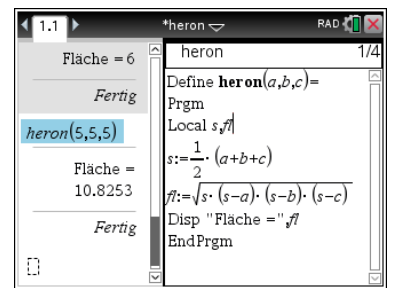 1.1 *heron RAD
Fläche = 6
Fertig
heron(5,5,5)
Fläche =
10.8253
Fertig
heron 1/4
Define heron(a,b,c)=
Prgm
Local s,fl
s:=1/2·(a+b+c)
fl:=√(s·(s-a)·(s-b)·(s-c))
Disp "Fläche =",fl
EndPrgm